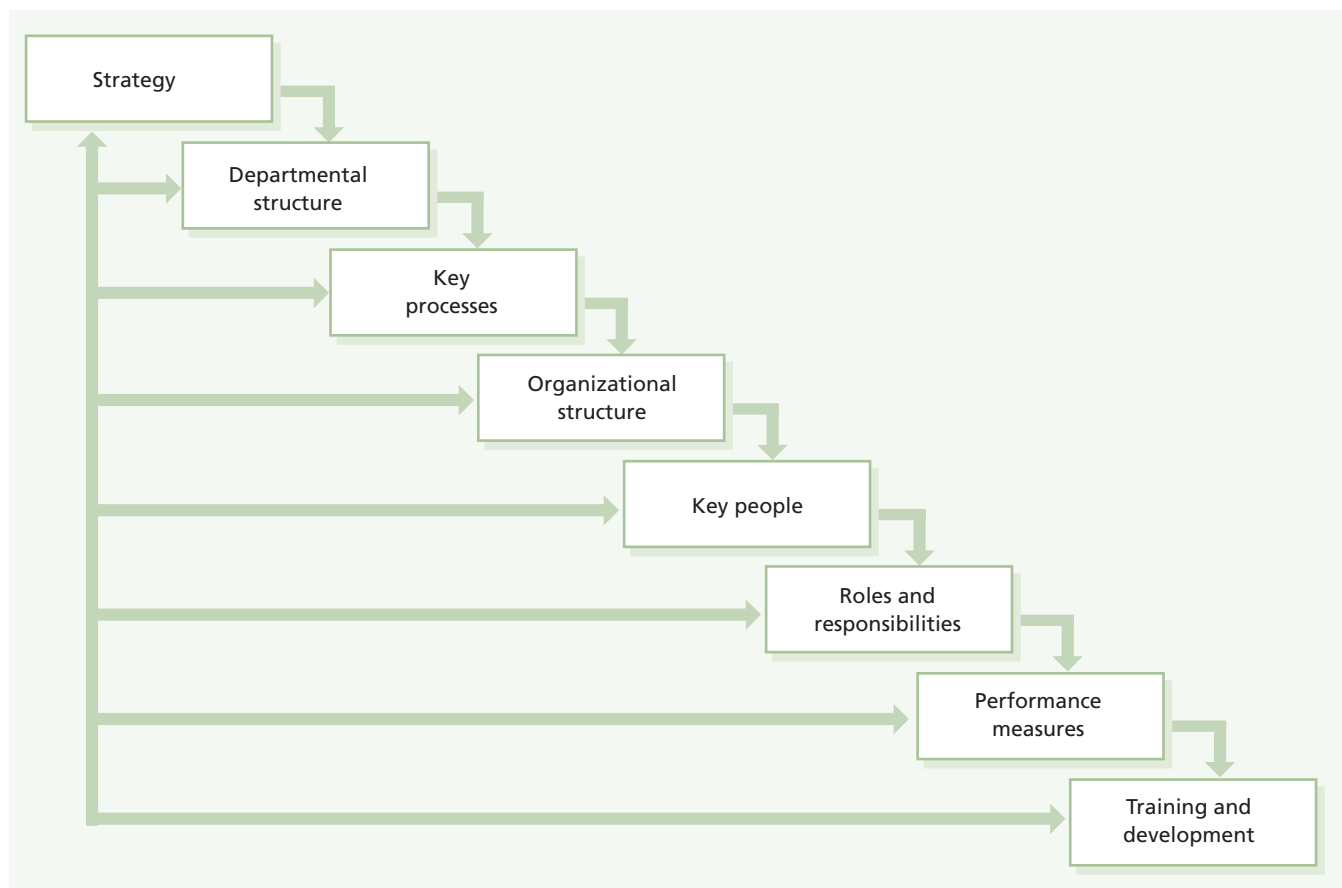 Strategy
Departmental
structure
Key
processes
Organizational
structure
Key people
Roles and
responsibilities
Performance
measures
Training and
development